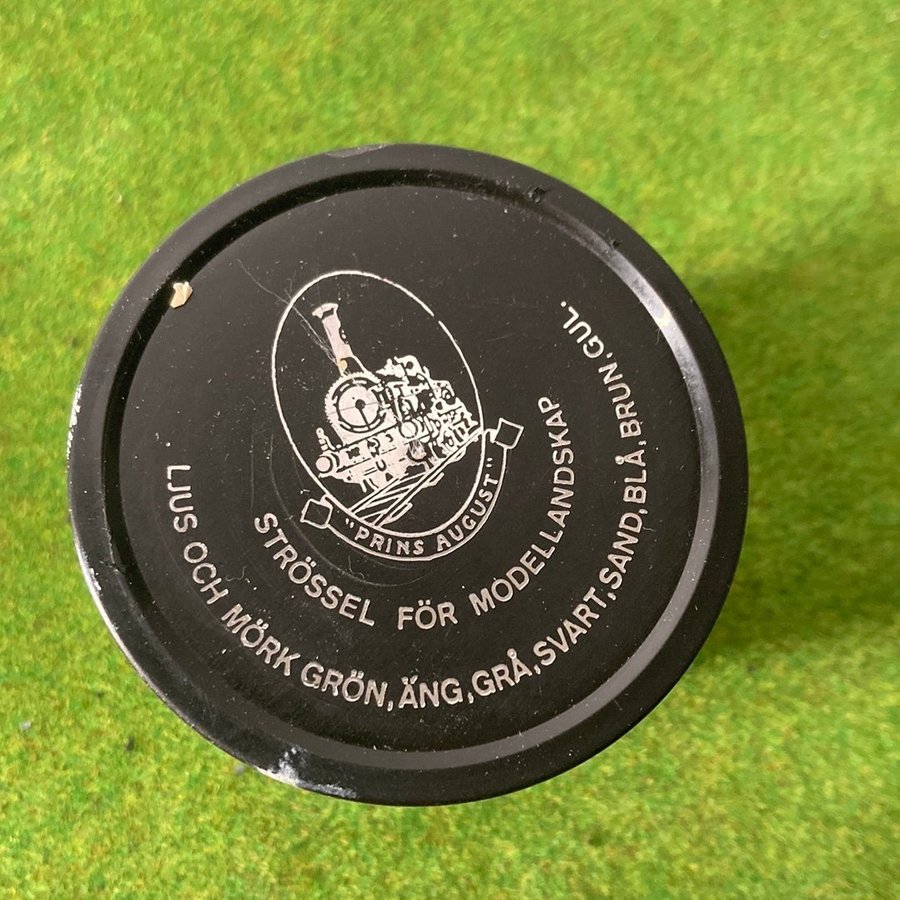 "PRINS AUGUST"
STRÖSSEL FÖR MODELLANDSKAP
LJUS OCH MÖRK GRÖN, ÄNG, GRÅ, SVART, SAND, BLÅ, BRUN, GUL.